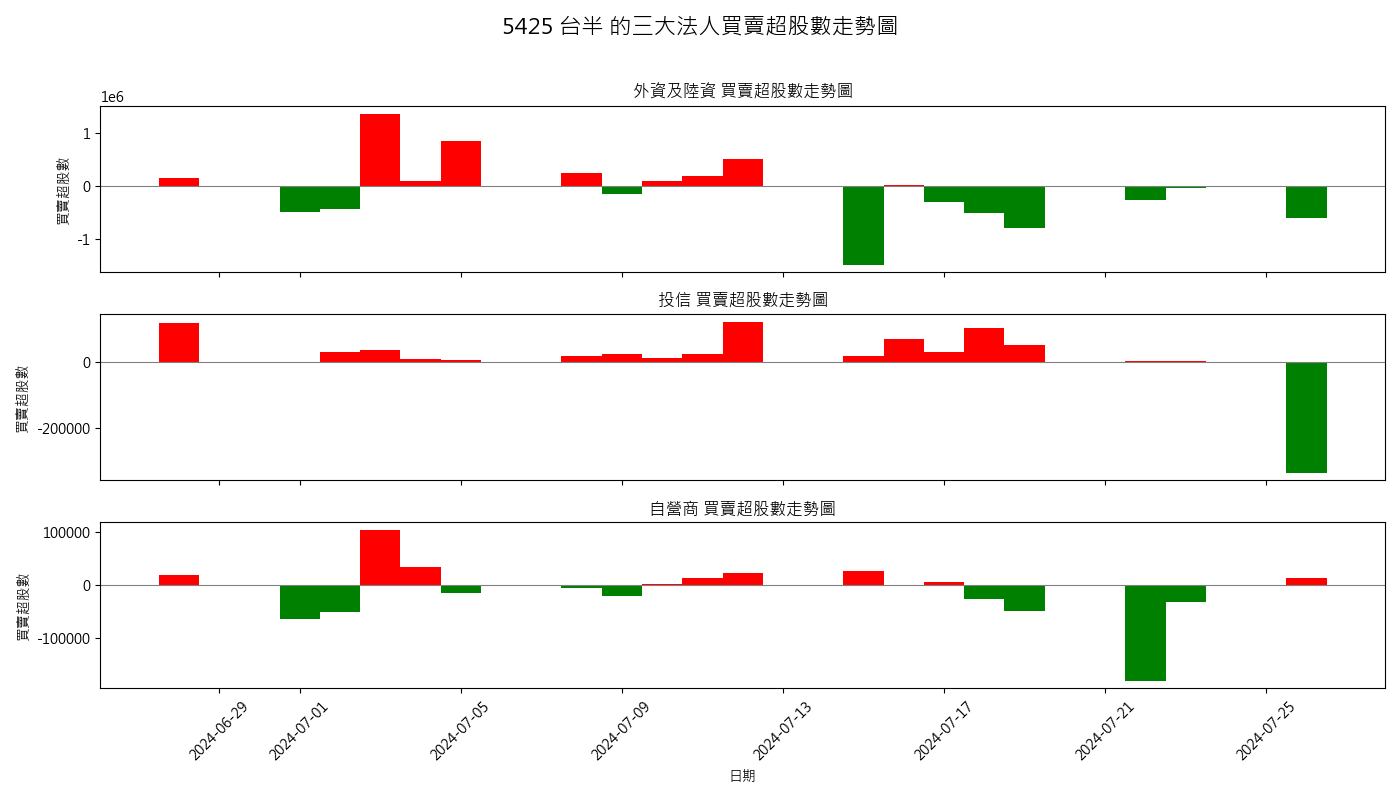 5425 台半 的三大法人買賣超股數走勢圖
外資及陸資 買賣超股數走勢圖
1e6
1
0
-1
買賣超股數
投信 買賣超股數走勢圖
0
-200000
買賣超股數
自營商 買賣超股數走勢圖
100000
0
-100000
買賣超股數
2024-06-29
2024-07-01
2024-07-05
2024-07-09
2024-07-13
2024-07-17
2024-07-21
2024-07-25
日期